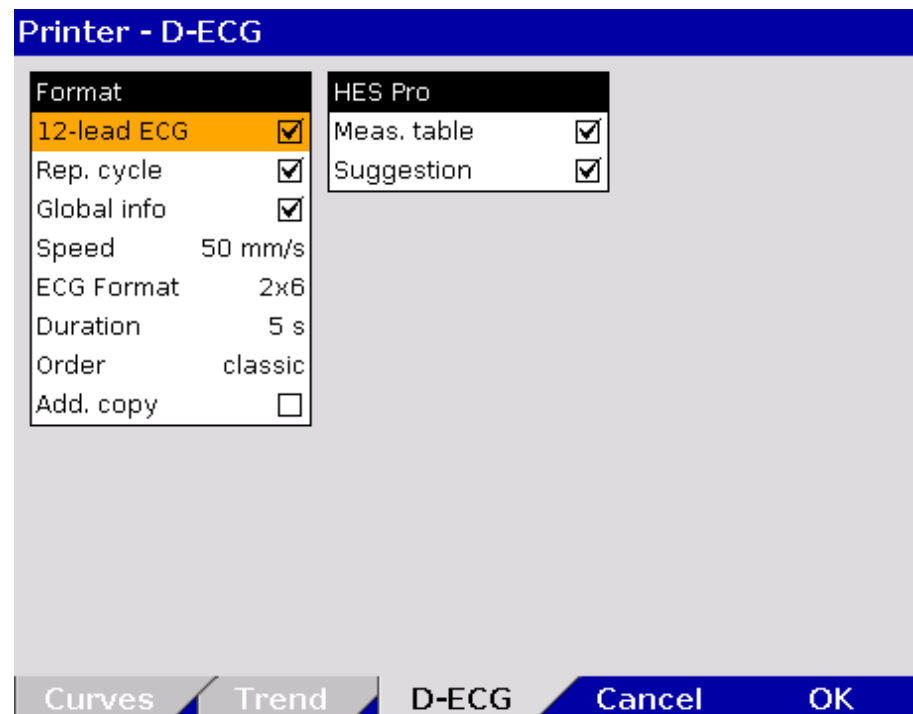 Printer - D-ECG
Format
12-lead ECG
Rep. cycle
Global info
Speed 50 mm/s
ECG Format 2x6
Duration 5 s
Order classic
Add. copy
HES Pro
Meas. table
Suggestion
Curves Trend D-ECG Cancel OK